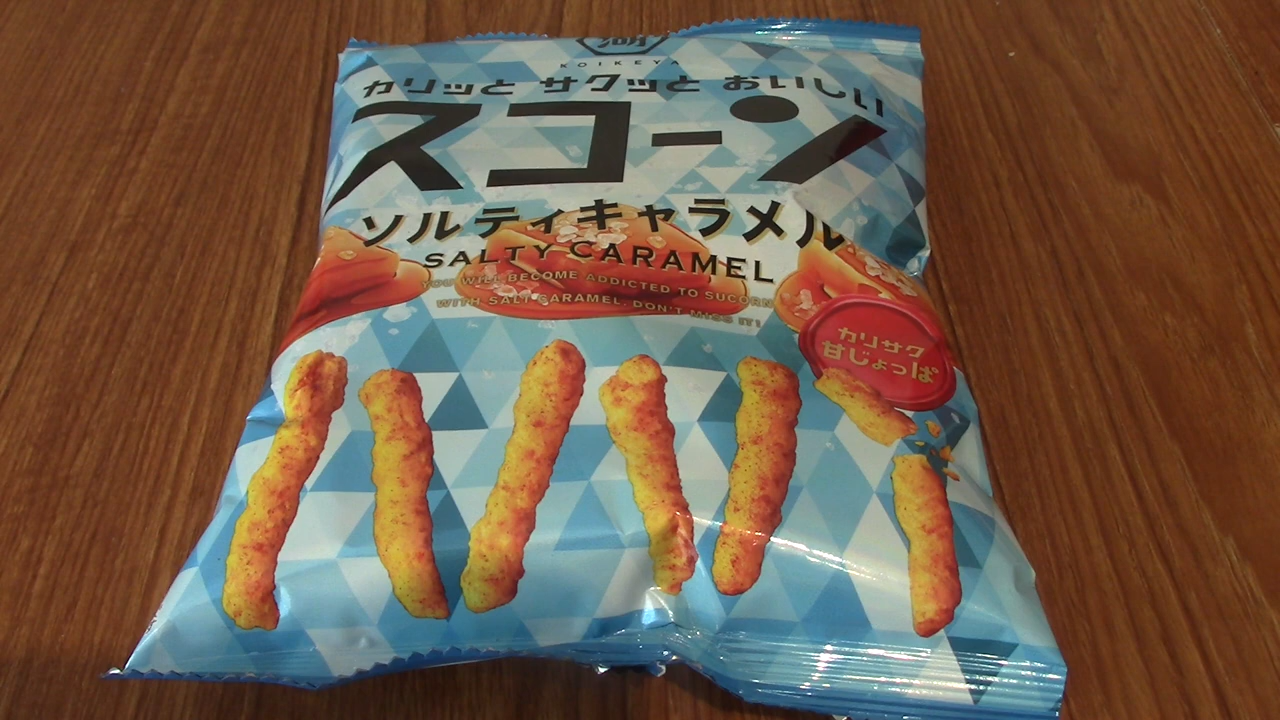 湖
KOIKEYA
カリッと サクッと おいしい
スコーン
ソルティキャラメル
SALTY CARAMEL
YOU WILL BECOME ADDICTED TO SUCORN
WITH SALT CARAMEL. DON'T MISS IT!
カリサク
甘じょっぱ